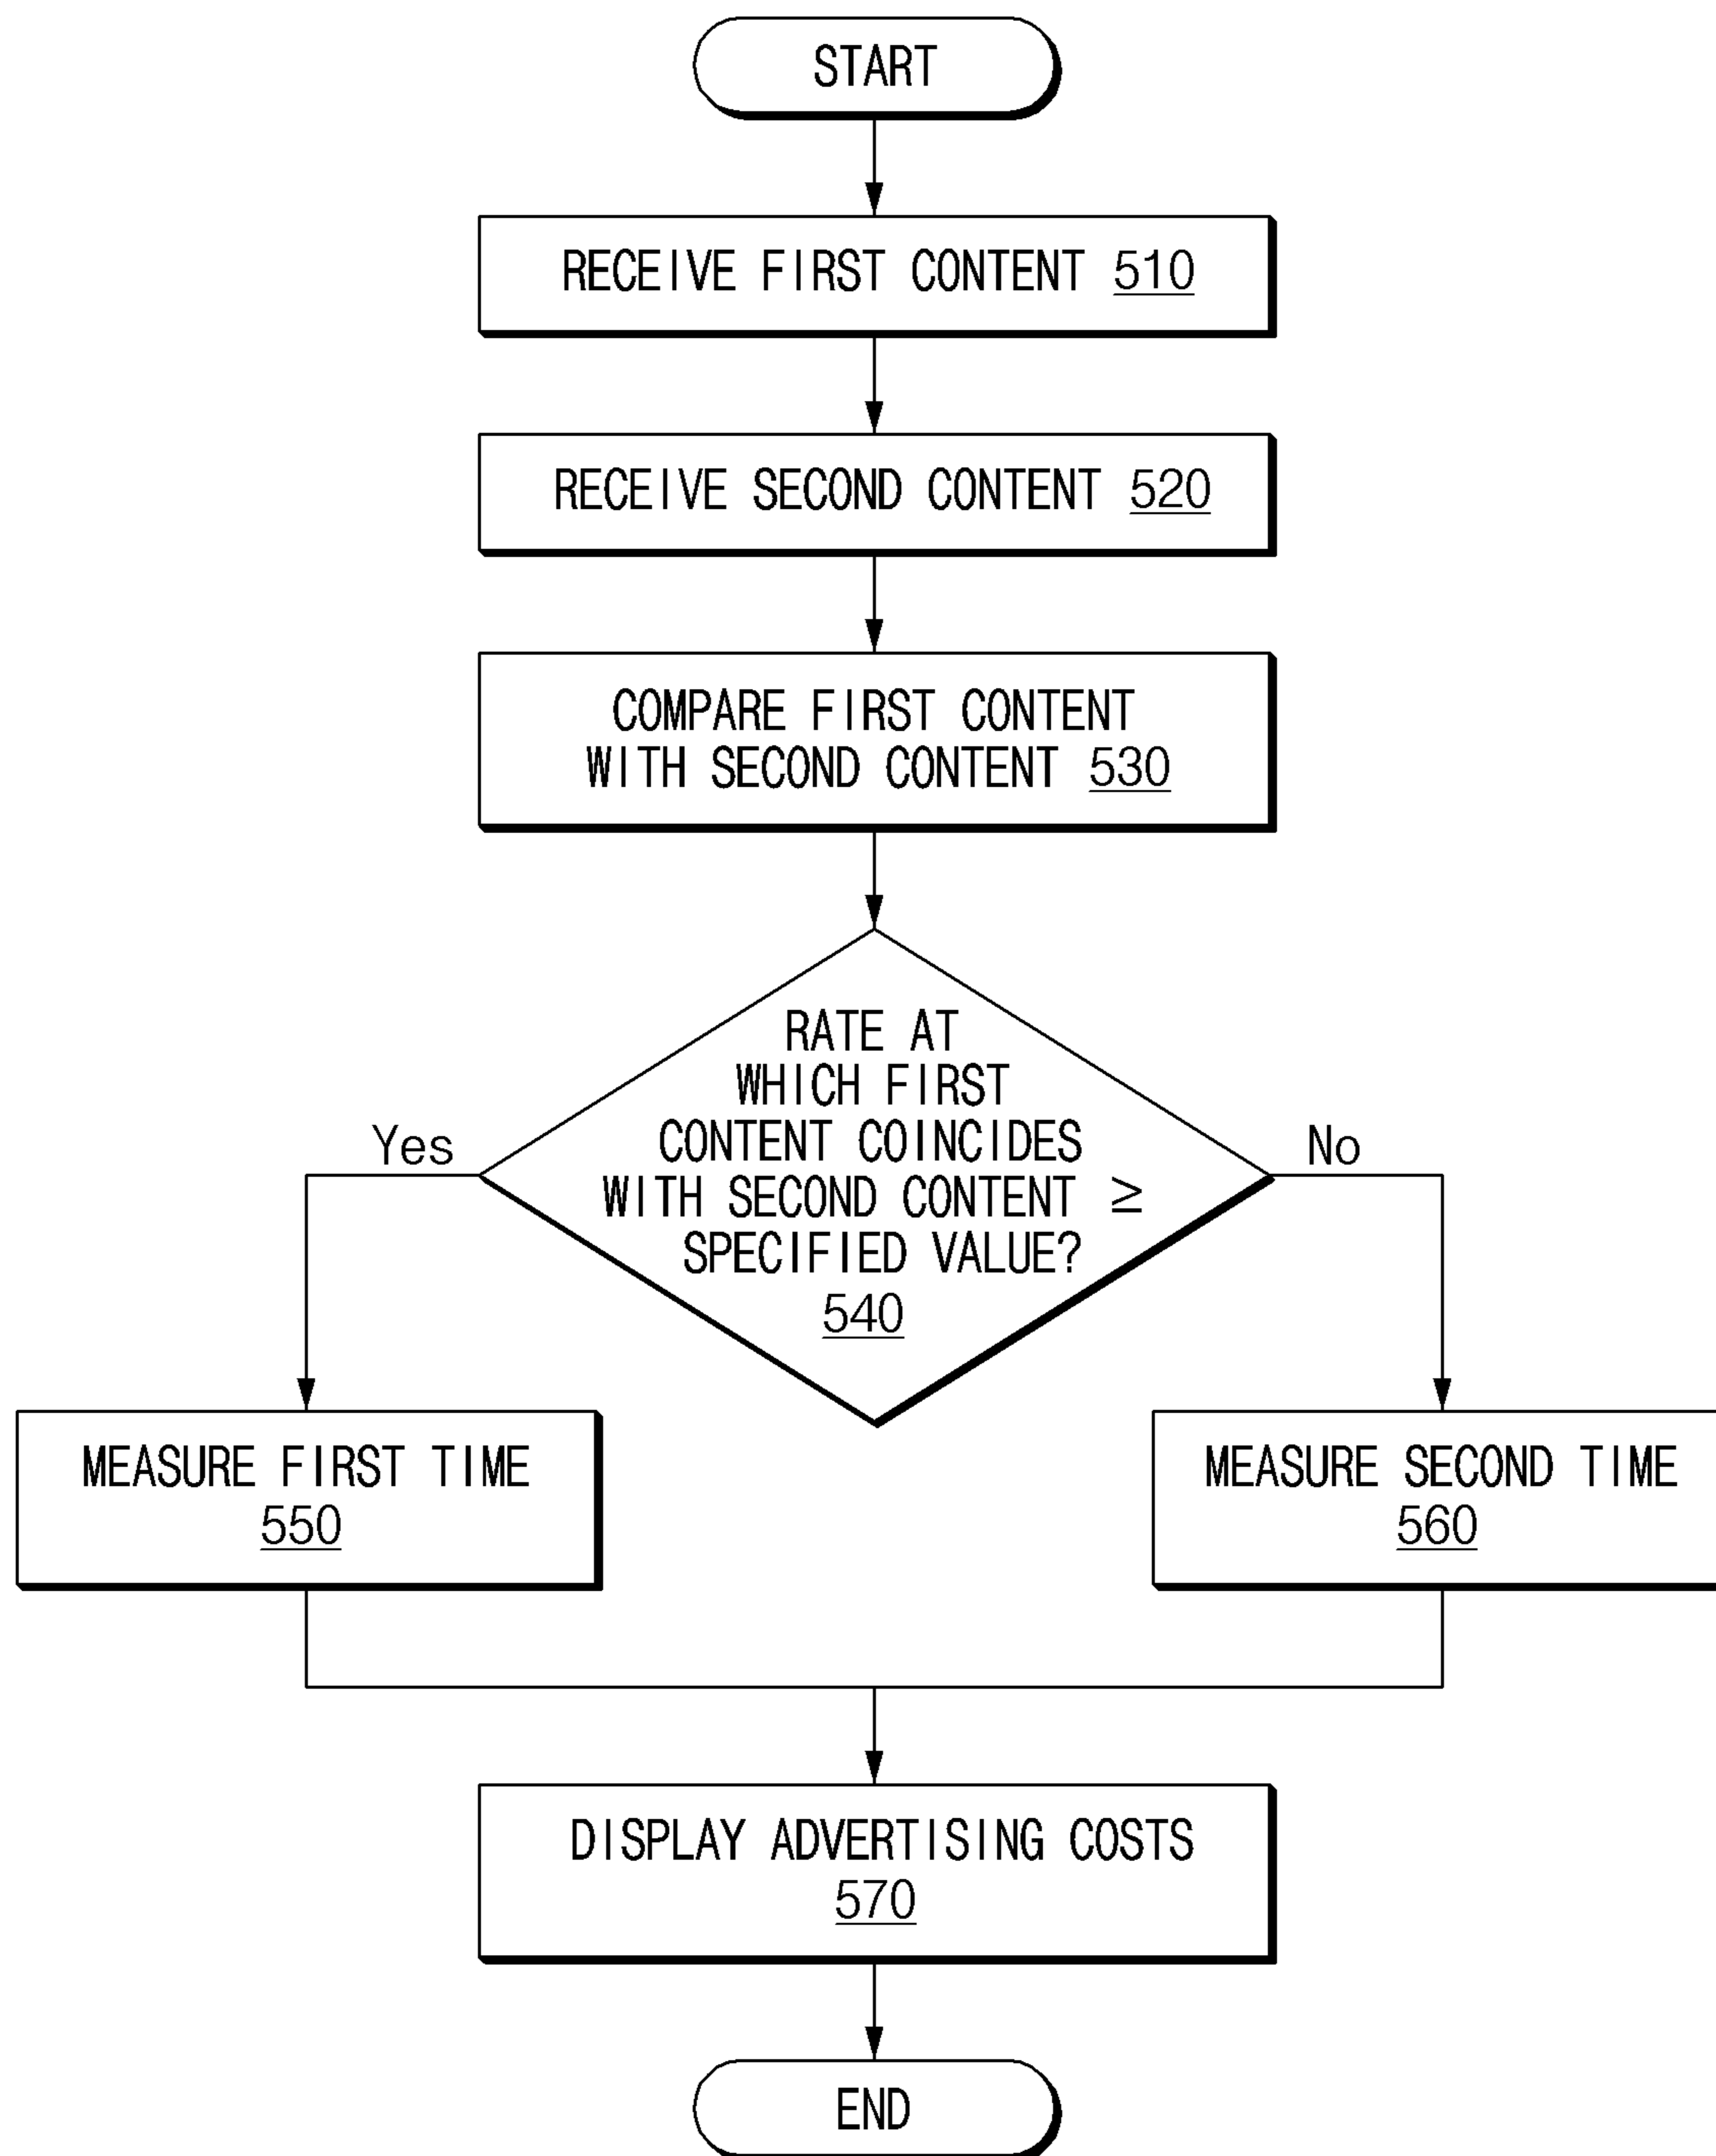 START
RECEIVE FIRST CONTENT 510
RECEIVE SECOND CONTENT 520
COMPARE FIRST CONTENT
WITH SECOND CONTENT 530
RATE AT
WHICH FIRST
CONTENT COINCIDES
WITH SECOND CONTENT ≥
SPECIFIED VALUE?
540
Yes
No
MEASURE FIRST TIME
550
MEASURE SECOND TIME
560
DISPLAY ADVERTISING COSTS
570
END